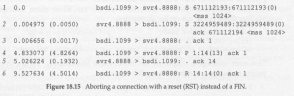 1 0.0 bsdi.1099 > svr4.8888: S 671112193:671112193(0)
<mss 1024>
2 0.004975 (0.0050) svr4.8888 > bsdi.1099: S 3224959489:3224959489(0)
ack 671112194 <mss 1024>
3 0.006656 (0.0017) bsdi.1099 > svr4.8888: . ack 1
4 4.833073 (4.8264) bsdi.1099 > svr4.8888: P 1:14(13) ack 1
5 5.026224 (0.1932) svr4.8888 > bsdi.1099: . ack 14
6 9.527634 (4.5014) bsdi.1099 > svr4.8888: R 14:14(0) ack 1
Figure 18.15 Aborting a connection with a reset (RST) instead of a FIN.